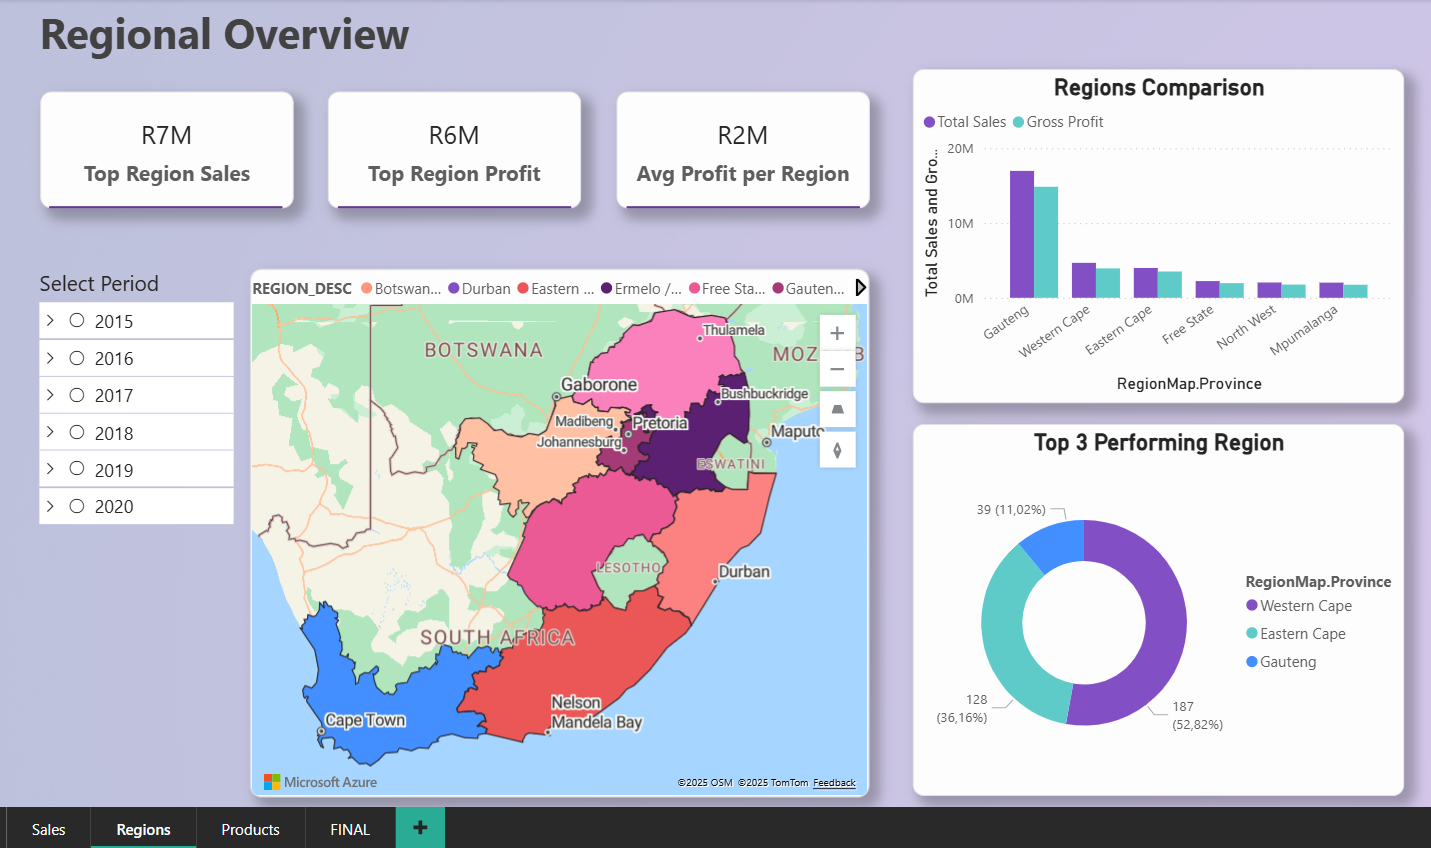 Regional Overview
R7M
Top Region Sales
R6M
Top Region Profit
R2M
Avg Profit per Region
Select Period
2015
2016
2017
2018
2019
2020
REGION_DESC Botswan... Durban Eastern ... Ermelo /... Free Sta... Gauten...
Thulamela
BOTSWANA
MOZ B
Gaborone
Bushbuckridge
Madibeng
Pretoria
Johannesburg
Maputo
ESWATINI
LESOTHO
Durban
SOUTH AFRICA
Nelson
Mandela Bay
Cape Town
Microsoft Azure
©2025 OSM ©2025 TomTom Feedback
Regions Comparison
Total Sales Gross Profit
Total Sales and Gro...
20M
10M
0M
Gauteng
Western Cape
Eastern Cape
Free State
North West
Mpumalanga
RegionMap.Province
Top 3 Performing Region
39 (11,02%)
128
(36,16%)
187
(52,82%)
RegionMap.Province
Western Cape
Eastern Cape
Gauteng
Sales Regions Products FINAL +